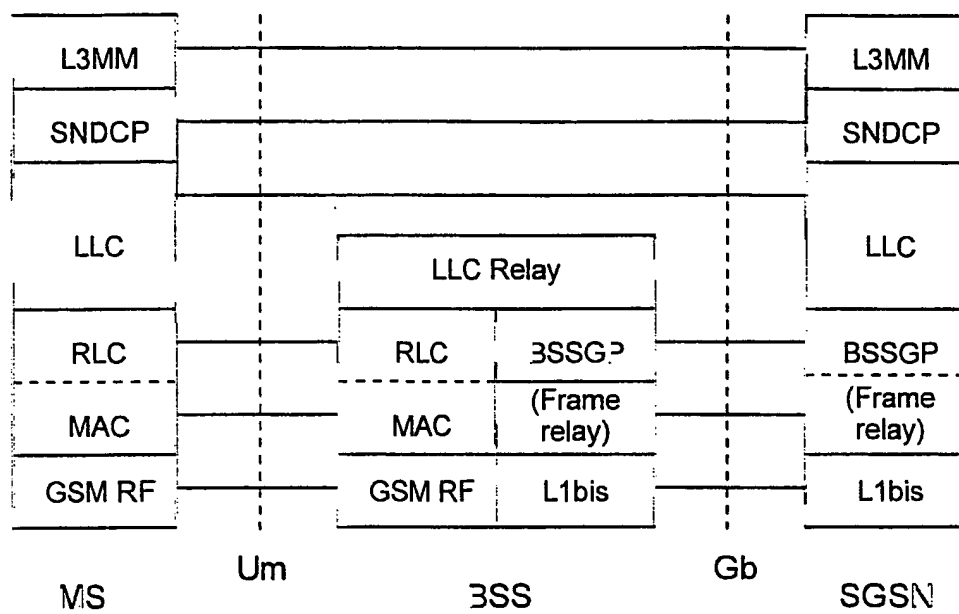 L3MM
L3MM
SNDCP
SNDCP
LLC
LLC Relay
LLC
RLC
RLC
BSSGP
BSSGP
MAC
MAC
(Frame
relay)
(Frame
relay)
GSM RF
GSM RF
L1bis
L1bis
Um
Gb
MS
BSS
SGSN